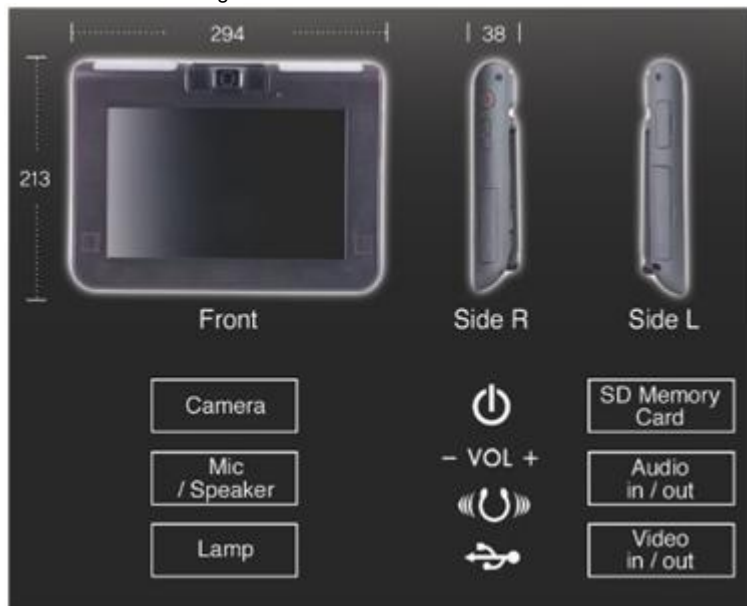 294
38
213
Front
Side R
Side L
Camera
SD Memory
Card
- VOL +
Mic
/ Speaker
Audio
in / out
Lamp
Video
in / out